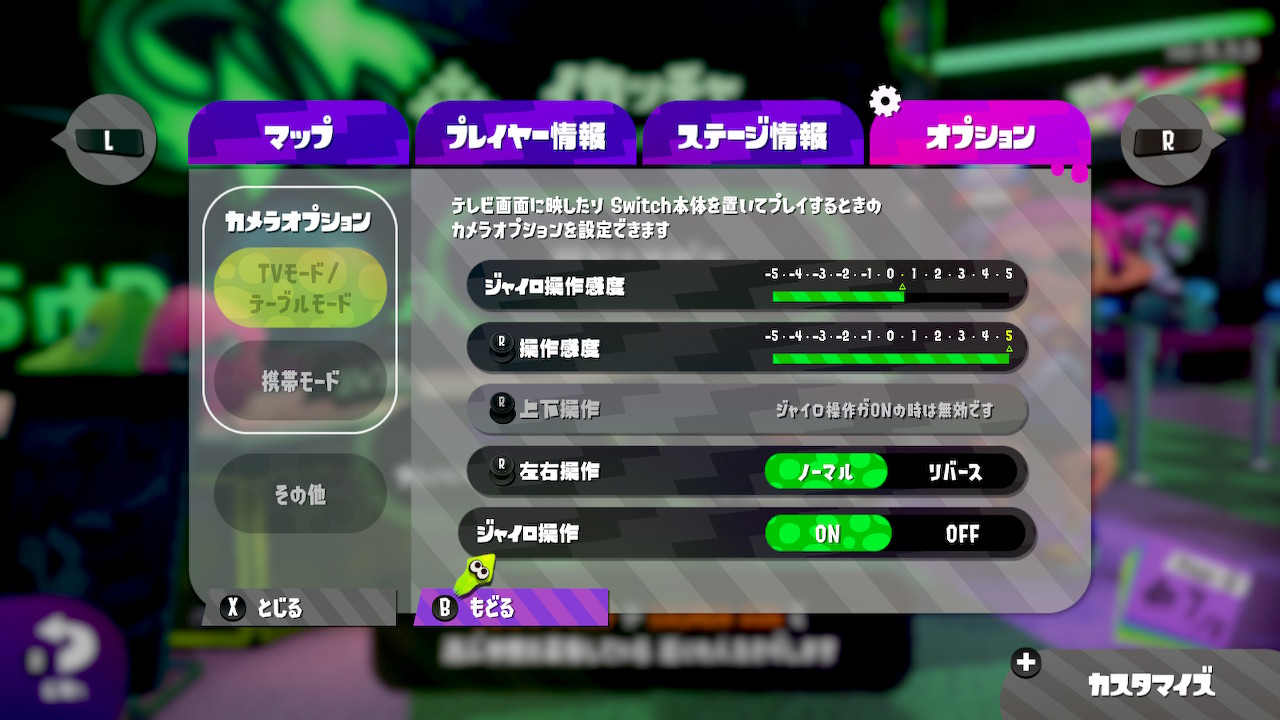 イカッチャ
L
マップ
プレイヤー情報
ステージ情報
オプション
R
カメラオプション
TVモード/
テーブルモード
携帯モード
その他
テレビ画面に映したり Switch本体を置いてプレイするときの
カメラオプションを設定できます
ジャイロ操作感度
-5・-4・-3・-2・-1・0・1・2・3・4・5
R 操作感度
-5・-4・-3・-2・-1・0・1・2・3・4・5
R 上下操作
ジャイロ操作がONの時は無効です
R 左右操作
ノーマル
リバース
ジャイロ操作
ON
OFF
X とじる
B もどる
+ カスタマイズ